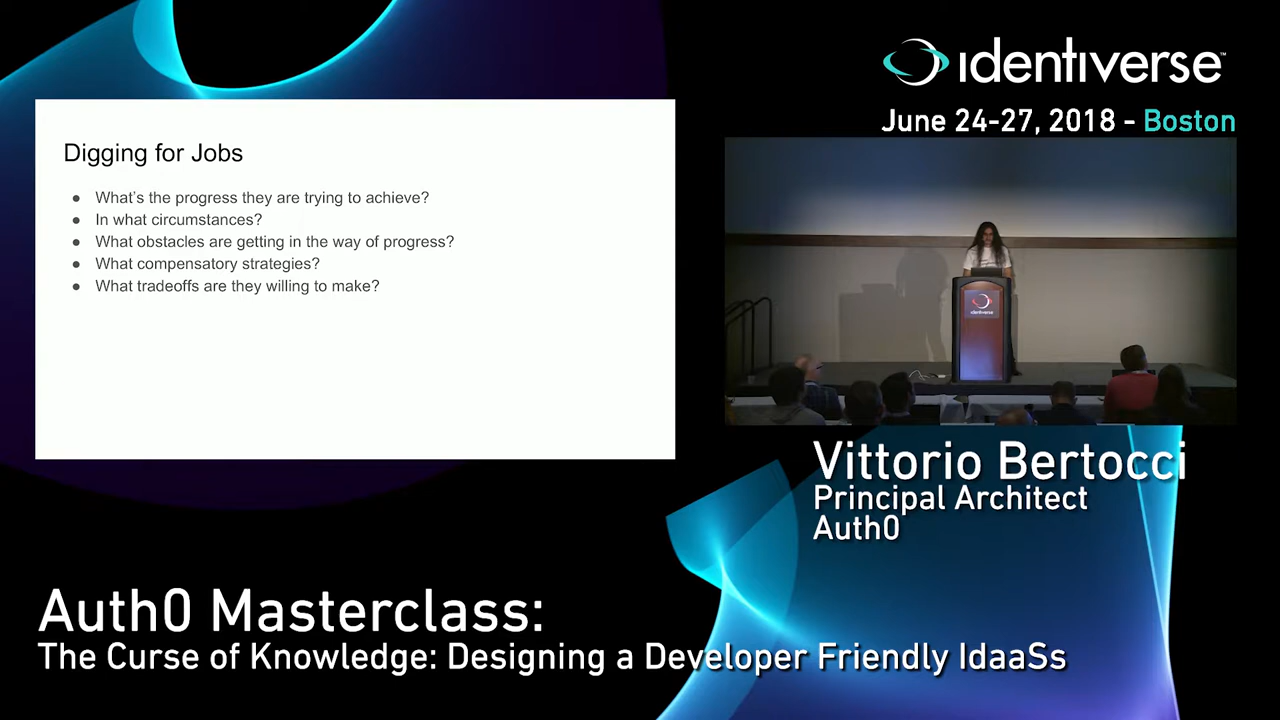 identiverse™
June 24-27, 2018 - Boston
Digging for Jobs
● What's the progress they are trying to achieve?
● In what circumstances?
● What obstacles are getting in the way of progress?
● What compensatory strategies?
● What tradeoffs are they willing to make?
identiverse
Vittorio Bertocci
Principal Architect
Auth0
Auth0 Masterclass:
The Curse of Knowledge: Designing a Developer Friendly IdaaSs